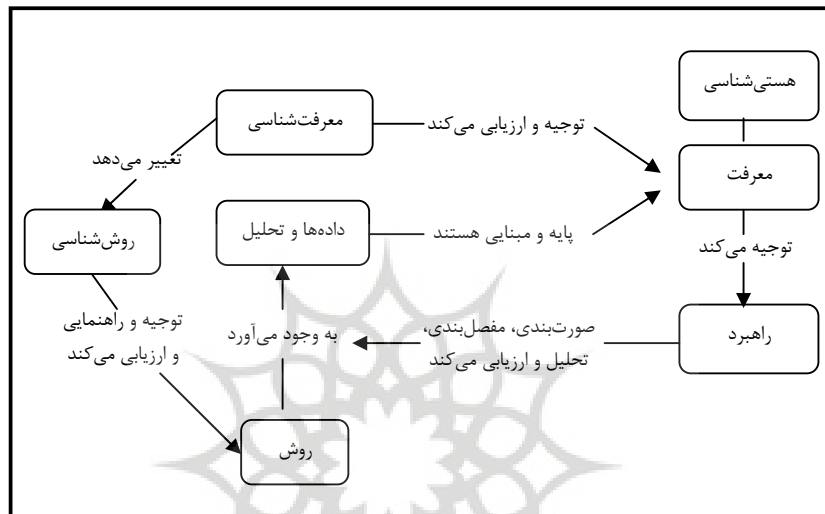 هستی‌شناسی
معرفت‌شناسی
توجیه و ارزیابی می‌کند
تغییر می‌دهد
معرفت
روش‌شناسی
داده‌ها و تحلیل
پایه و مبنایی هستند
توجیه می‌کند
توجیه و راهنمایی
و ارزیابی می‌کند
به وجود می‌آورد
صورت‌بندی، مفصل‌بندی،
تحلیل و ارزیابی می‌کند
راهبرد
روش